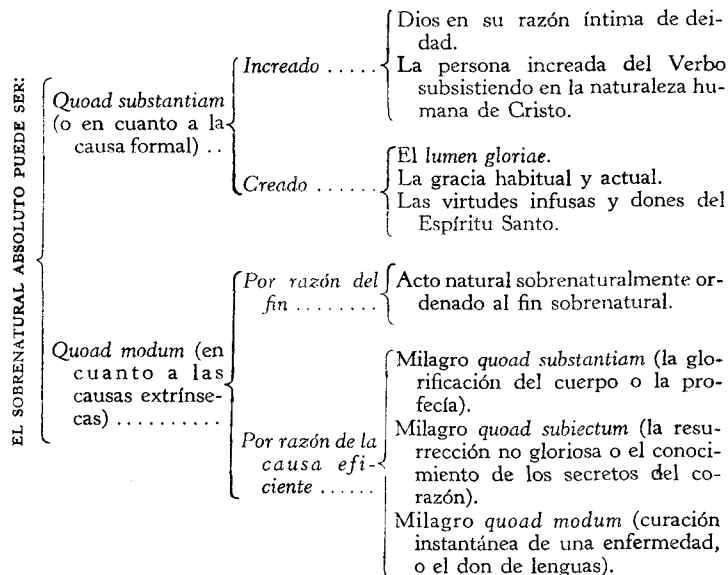 EL SOBRENATURAL ABSOLUTO PUEDE SER:
Quoad substantiam
(o en cuanto a la
causa formal) ..
Increado .....
Dios en su razón íntima de dei-
dad.
La persona increada del Verbo
subsistiendo en la naturaleza hu-
mana de Cristo.
Creado ......
El lumen gloriae.
La gracia habitual y actual.
Las virtudes infusas y dones del
Espíritu Santo.
Quoad modum (en
cuanto a las
causas extrínse-
cas) ..........
Por razón del
fin ........
Acto natural sobrenaturalmente or-
denado al fin sobrenatural.
Por razón de la
causa efi-
ciente ......
Milagro quoad substantiam (la glo-
rificación del cuerpo o la pro-
fecía).
Milagro quoad subiectum (la resu-
rrección no gloriosa o el conoci-
miento de los secretos del co-
razón).
Milagro quoad modum (curación
instantánea de una enfermedad,
o el don de lenguas).